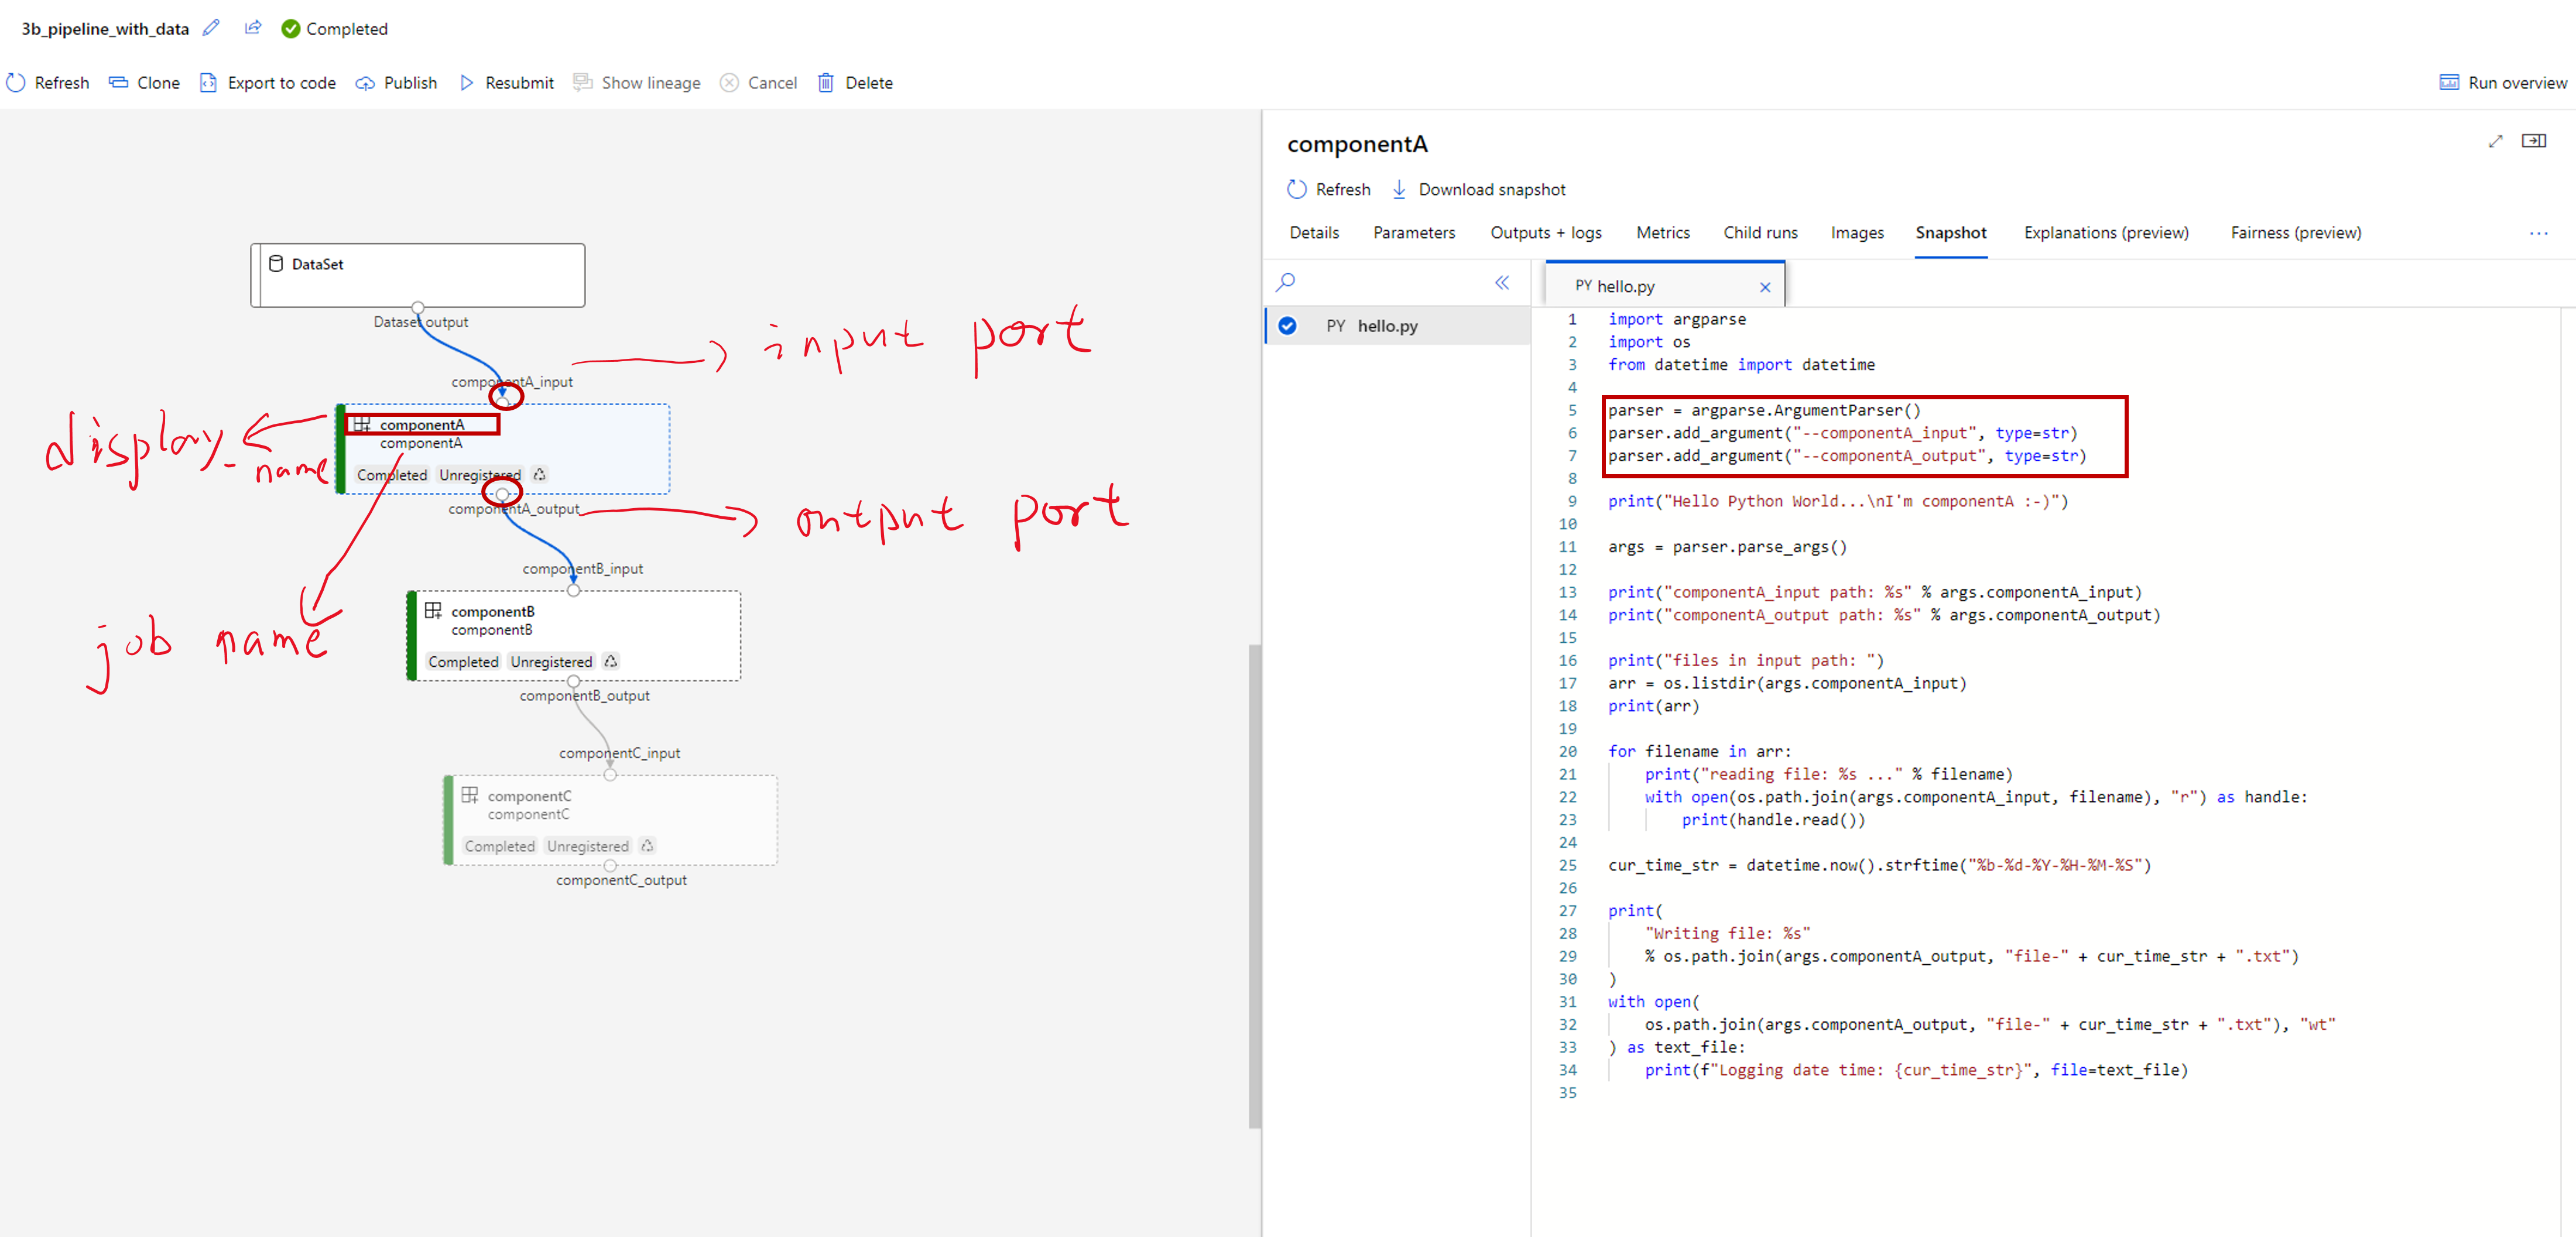 3b_pipeline_with_data Completed
Refresh Clone Export to code Publish Resubmit Show lineage Cancel Delete Run overview
DataSet
Dataset_output
input port
componentA_input
display_name
componentA
componentA
Completed Unregistered
componentA_output
output port
job name
componentB_input
componentB
componentB
Completed Unregistered
componentB_output
componentC_input
componentC
componentC
Completed Unregistered
componentC_output
componentA
Refresh Download snapshot
Details Parameters Outputs + logs Metrics Child runs Images Snapshot Explanations (preview) Fairness (preview) ...
PY hello.py
PY hello.py ×
1 import argparse
2 import os
3 from datetime import datetime
4
5 parser = argparse.ArgumentParser()
6 parser.add_argument("--componentA_input", type=str)
7 parser.add_argument("--componentA_output", type=str)
8
9 print("Hello Python World...\nI'm componentA :-)")
10
11 args = parser.parse_args()
12
13 print("componentA_input path: %s" % args.componentA_input)
14 print("componentA_output path: %s" % args.componentA_output)
15
16 print("files in input path: ")
17 arr = os.listdir(args.componentA_input)
18 print(arr)
19
20 for filename in arr:
21     print("reading file: %s ..." % filename)
22     with open(os.path.join(args.componentA_input, filename), "r") as handle:
23         print(handle.read())
24
25 cur_time_str = datetime.now().strftime("%b-%d-%Y-%H-%M-%S")
26
27 print(
28     "Writing file: %s"
29     % os.path.join(args.componentA_output, "file-" + cur_time_str + ".txt")
30 )
31 with open(
32     os.path.join(args.componentA_output, "file-" + cur_time_str + ".txt"), "wt"
33 ) as text_file:
34     print(f"Logging date time: {cur_time_str}", file=text_file)
35